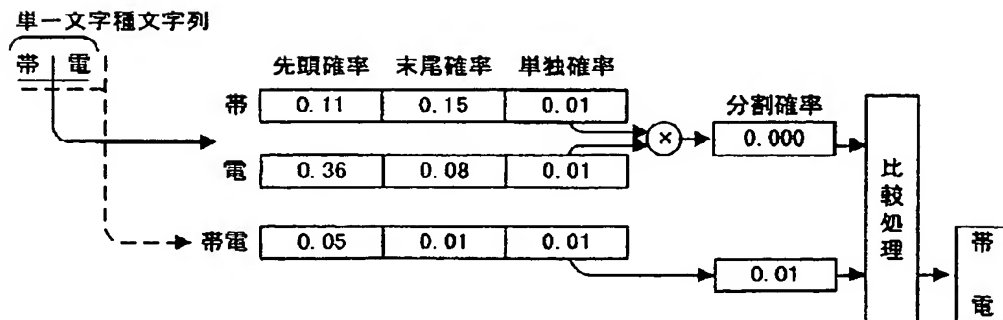 単一文字種文字列
帯 電
先頭確率 末尾確率 単独確率
帯 0.11 0.15 0.01
分割確率
× 0.000
電 0.36 0.08 0.01
帯電 0.05 0.01 0.01
0.01
比較処理
帯
電